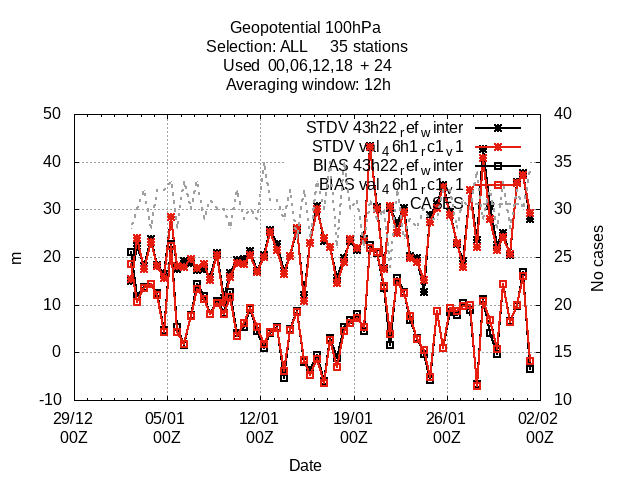 Geopotential 100hPa
Selection: ALL 35 stations
Used 00,06,12,18 + 24
Averaging window: 12h
50 40
STDV 43h22_ref_winter
STDV val_46h1_rc1_v1
40 35
BIAS 43h22_ref_winter
BIAS val_46h1_rc1_v1
CASES
30 30
20 25
m
No cases
10 20
0 15
-10 10
29/12 05/01 12/01 19/01 26/01 02/02
00Z 00Z 00Z 00Z 00Z 00Z
Date